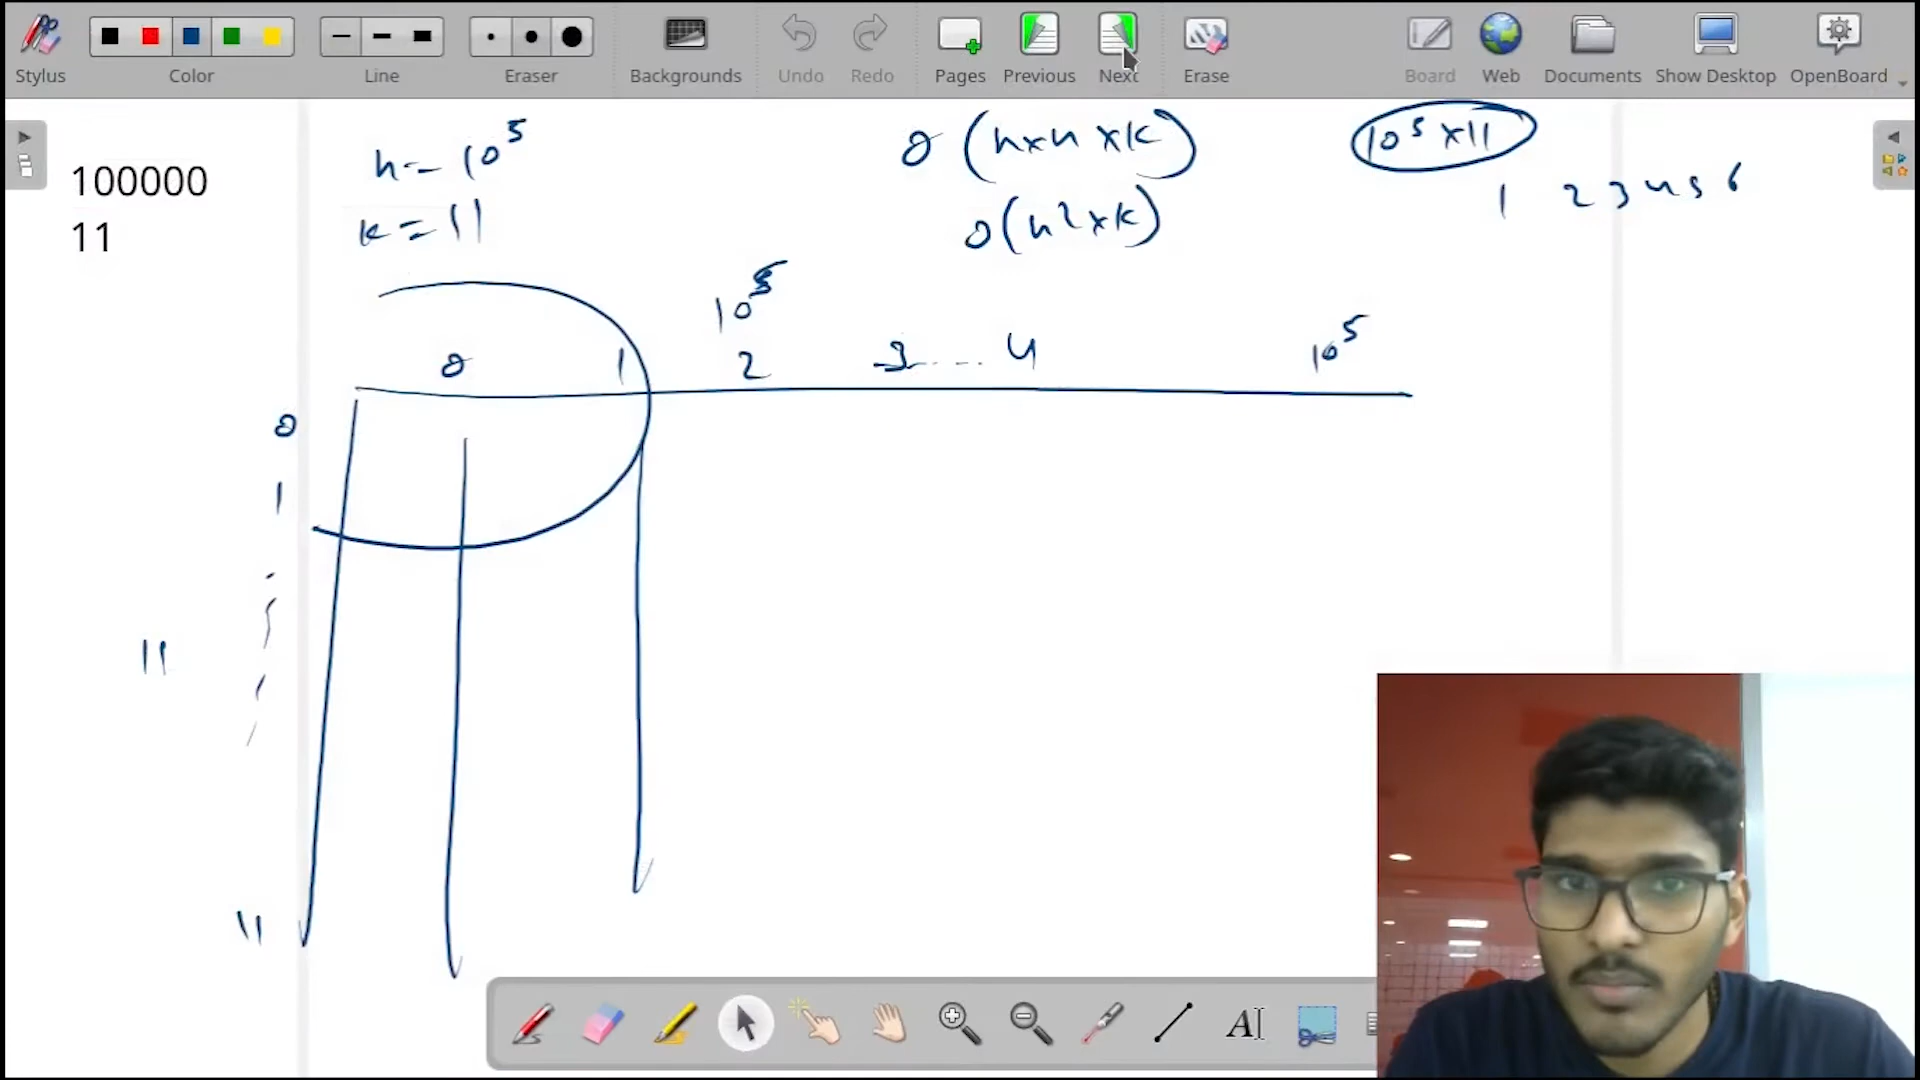 Stylus Color Line Eraser Backgrounds Undo Redo Pages Previous Next Erase Board Web Documents Show Desktop OpenBoard
100000
11
n = 10^5
k = 11
O (n×n ×k)
O(n2×k)
10^5 ×11
1 2 3 4 5 6
10^5
0 1 2 3.... 4 10^5
0
1
11
11
A